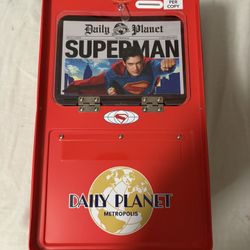 PER
COPY
Daily Planet
SUPERMAN
DAILY PLANET
METROPOLIS